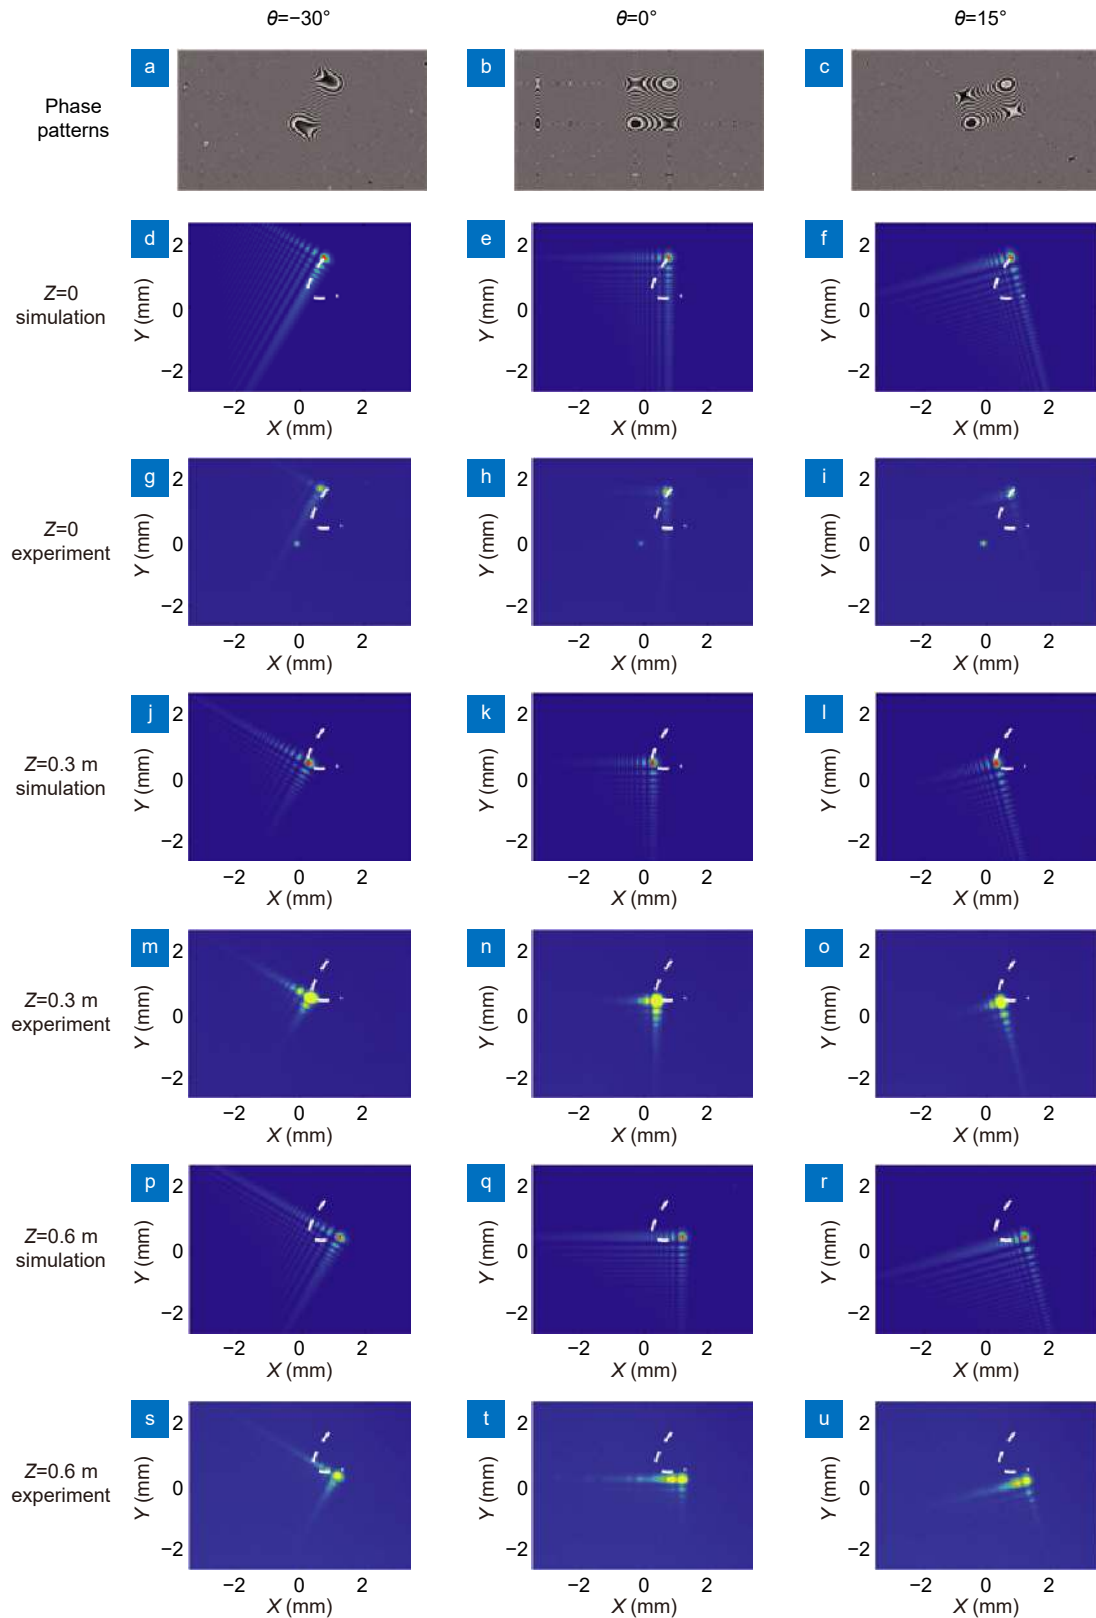 θ=−30° θ=0° θ=15°
a b c
Phase
patterns
d e f
2 2 2
Z=0
simulation
Y (mm) Y (mm) Y (mm)
0 0 0
−2 −2 −2
−2 0 2 −2 0 2 −2 0 2
X (mm) X (mm) X (mm)
g h i
2 2 2
Z=0
experiment
Y (mm) Y (mm) Y (mm)
0 0 0
−2 −2 −2
−2 0 2 −2 0 2 −2 0 2
X (mm) X (mm) X (mm)
j k l
2 2 2
Z=0.3 m
simulation
Y (mm) Y (mm) Y (mm)
0 0 0
−2 −2 −2
−2 0 2 −2 0 2 −2 0 2
X (mm) X (mm) X (mm)
m n o
2 2 2
Z=0.3 m
experiment
Y (mm) Y (mm) Y (mm)
0 0 0
−2 −2 −2
−2 0 2 −2 0 2 −2 0 2
X (mm) X (mm) X (mm)
p q r
2 2 2
Z=0.6 m
simulation
Y (mm) Y (mm) Y (mm)
0 0 0
−2 −2 −2
−2 0 2 −2 0 2 −2 0 2
X (mm) X (mm) X (mm)
s t u
2 2 2
Z=0.6 m
experiment
Y (mm) Y (mm) Y (mm)
0 0 0
−2 −2 −2
−2 0 2 −2 0 2 −2 0 2
X (mm) X (mm) X (mm)